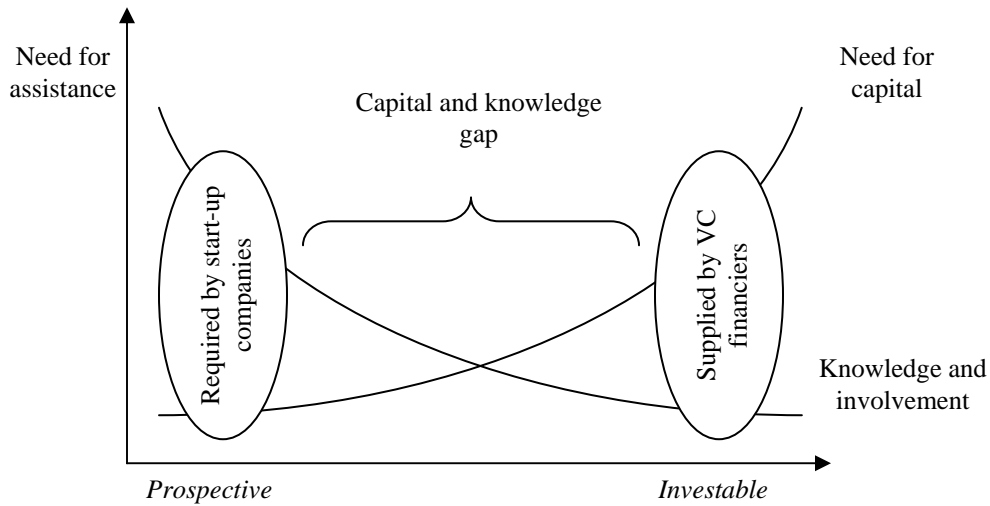 Need for
assistance
Need for
capital
Capital and knowledge
gap
Required by start-up
companies
Supplied by VC
financiers
Knowledge and
involvement
Prospective
Investable